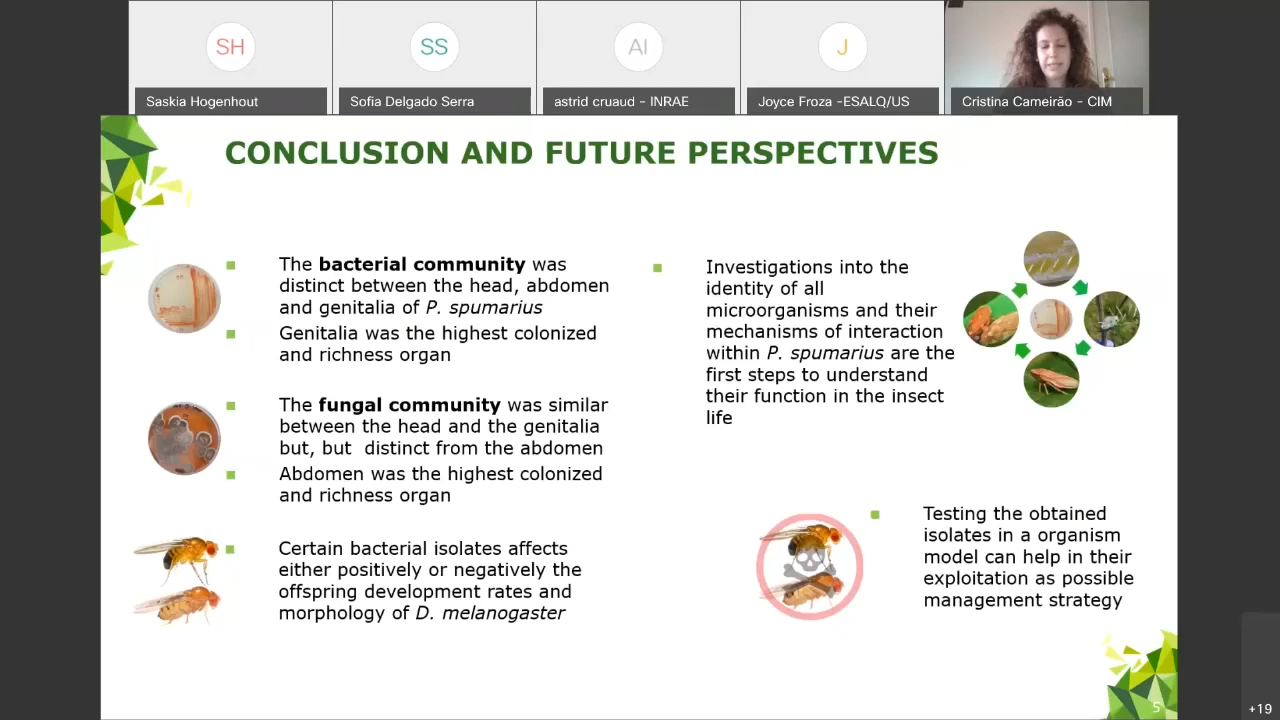 SH
SS
AI
J
Saskia Hogenhout
Sofia Delgado Serra
astrid cruaud - INRAE
Joyce Froza -ESALQ/US
Cristina Cameirão - CIM
CONCLUSION AND FUTURE PERSPECTIVES
The bacterial community was
distinct between the head, abdomen
and genitalia of P. spumarius
Genitalia was the highest colonized
and richness organ
The fungal community was similar
between the head and the genitalia
but, but distinct from the abdomen
Abdomen was the highest colonized
and richness organ
Certain bacterial isolates affects
either positively or negatively the
offspring development rates and
morphology of D. melanogaster
Investigations into the
identity of all
microorganisms and their
mechanisms of interaction
within P. spumarius are the
first steps to understand
their function in the insect
life
Testing the obtained
isolates in a organism
model can help in their
exploitation as possible
management strategy
5
+19